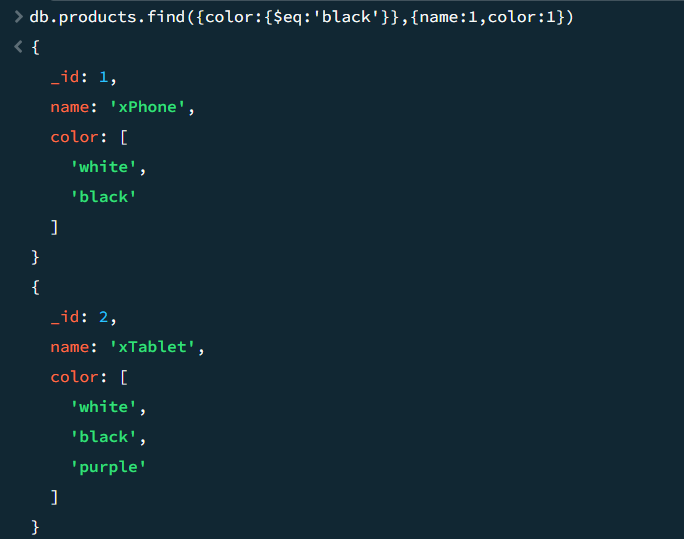 > db.products.find({color:{$eq:'black'}},{name:1,color:1})
< {
_id: 1,
name: 'xPhone',
color: [
'white',
'black'
]
}
{
_id: 2,
name: 'xTablet',
color: [
'white',
'black',
'purple'
]
}